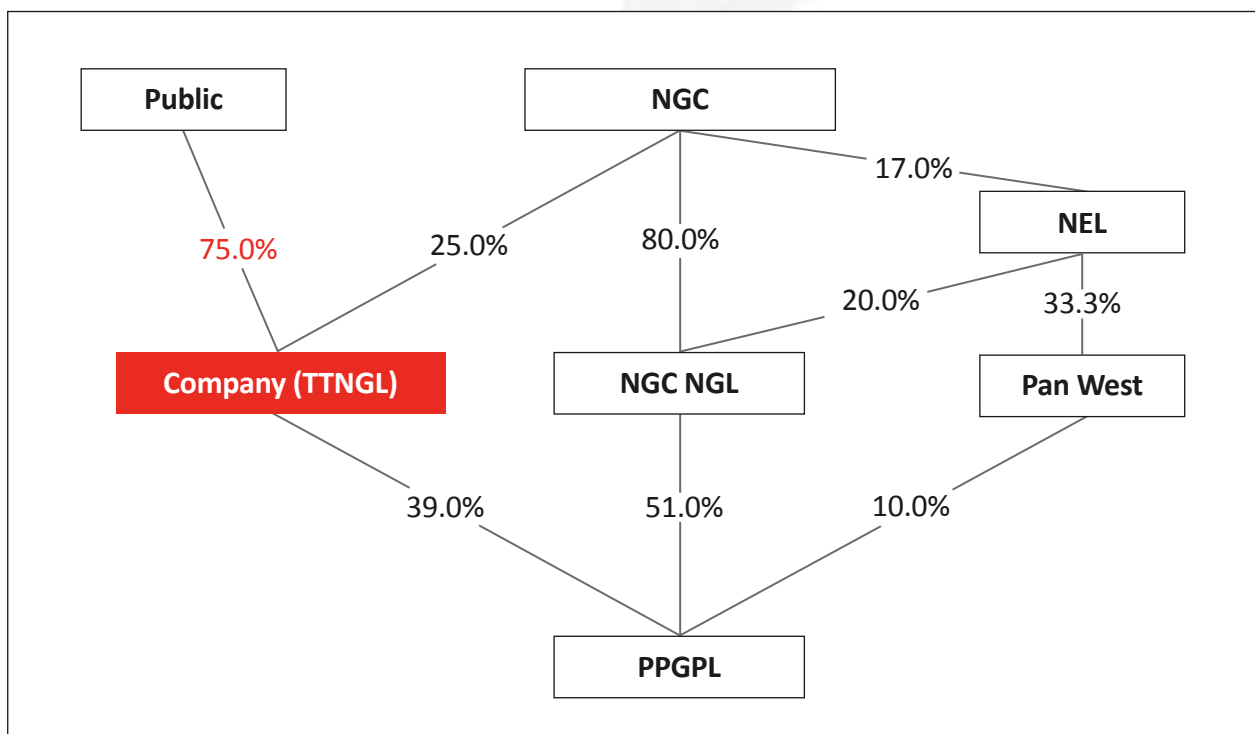 Public
NGC
17.0%
NEL
75.0%
25.0%
80.0%
20.0%
33.3%
Company (TTNGL)
NGC NGL
Pan West
39.0%
51.0%
10.0%
PPGPL